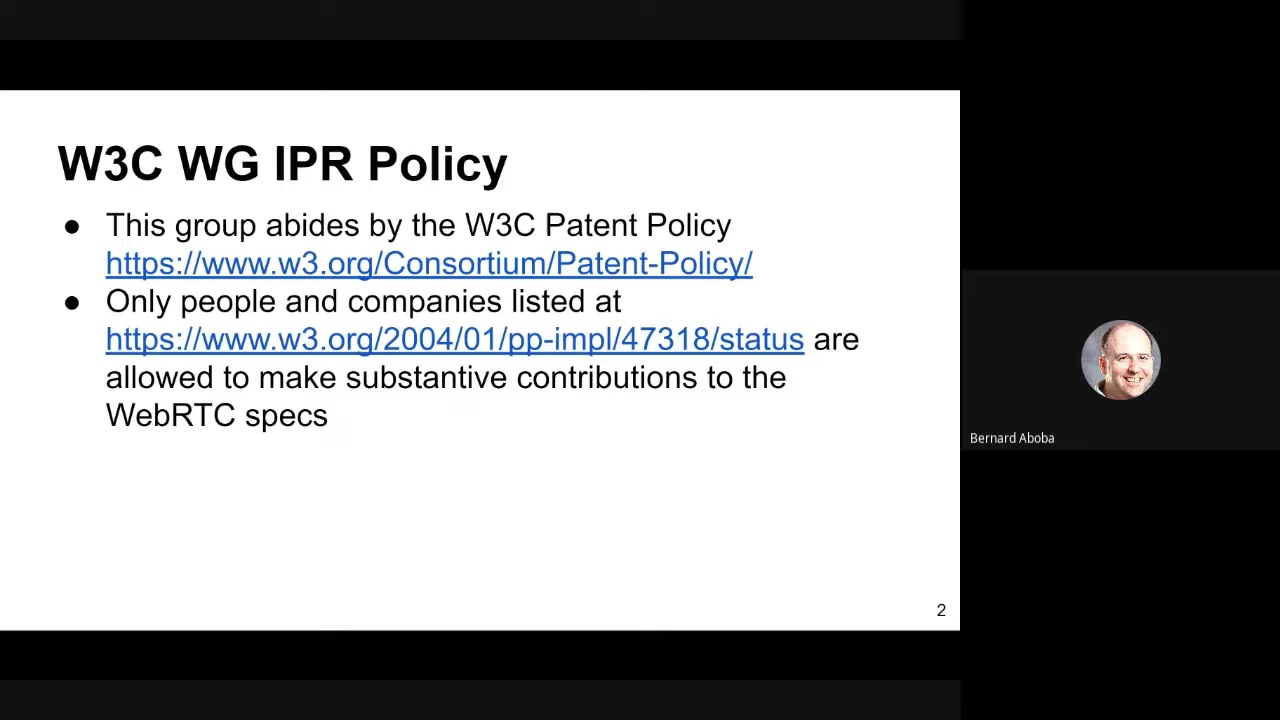 W3C WG IPR Policy
● This group abides by the W3C Patent Policy
https://www.w3.org/Consortium/Patent-Policy/
● Only people and companies listed at
https://www.w3.org/2004/01/pp-impl/47318/status are
allowed to make substantive contributions to the
WebRTC specs
2
Bernard Aboba